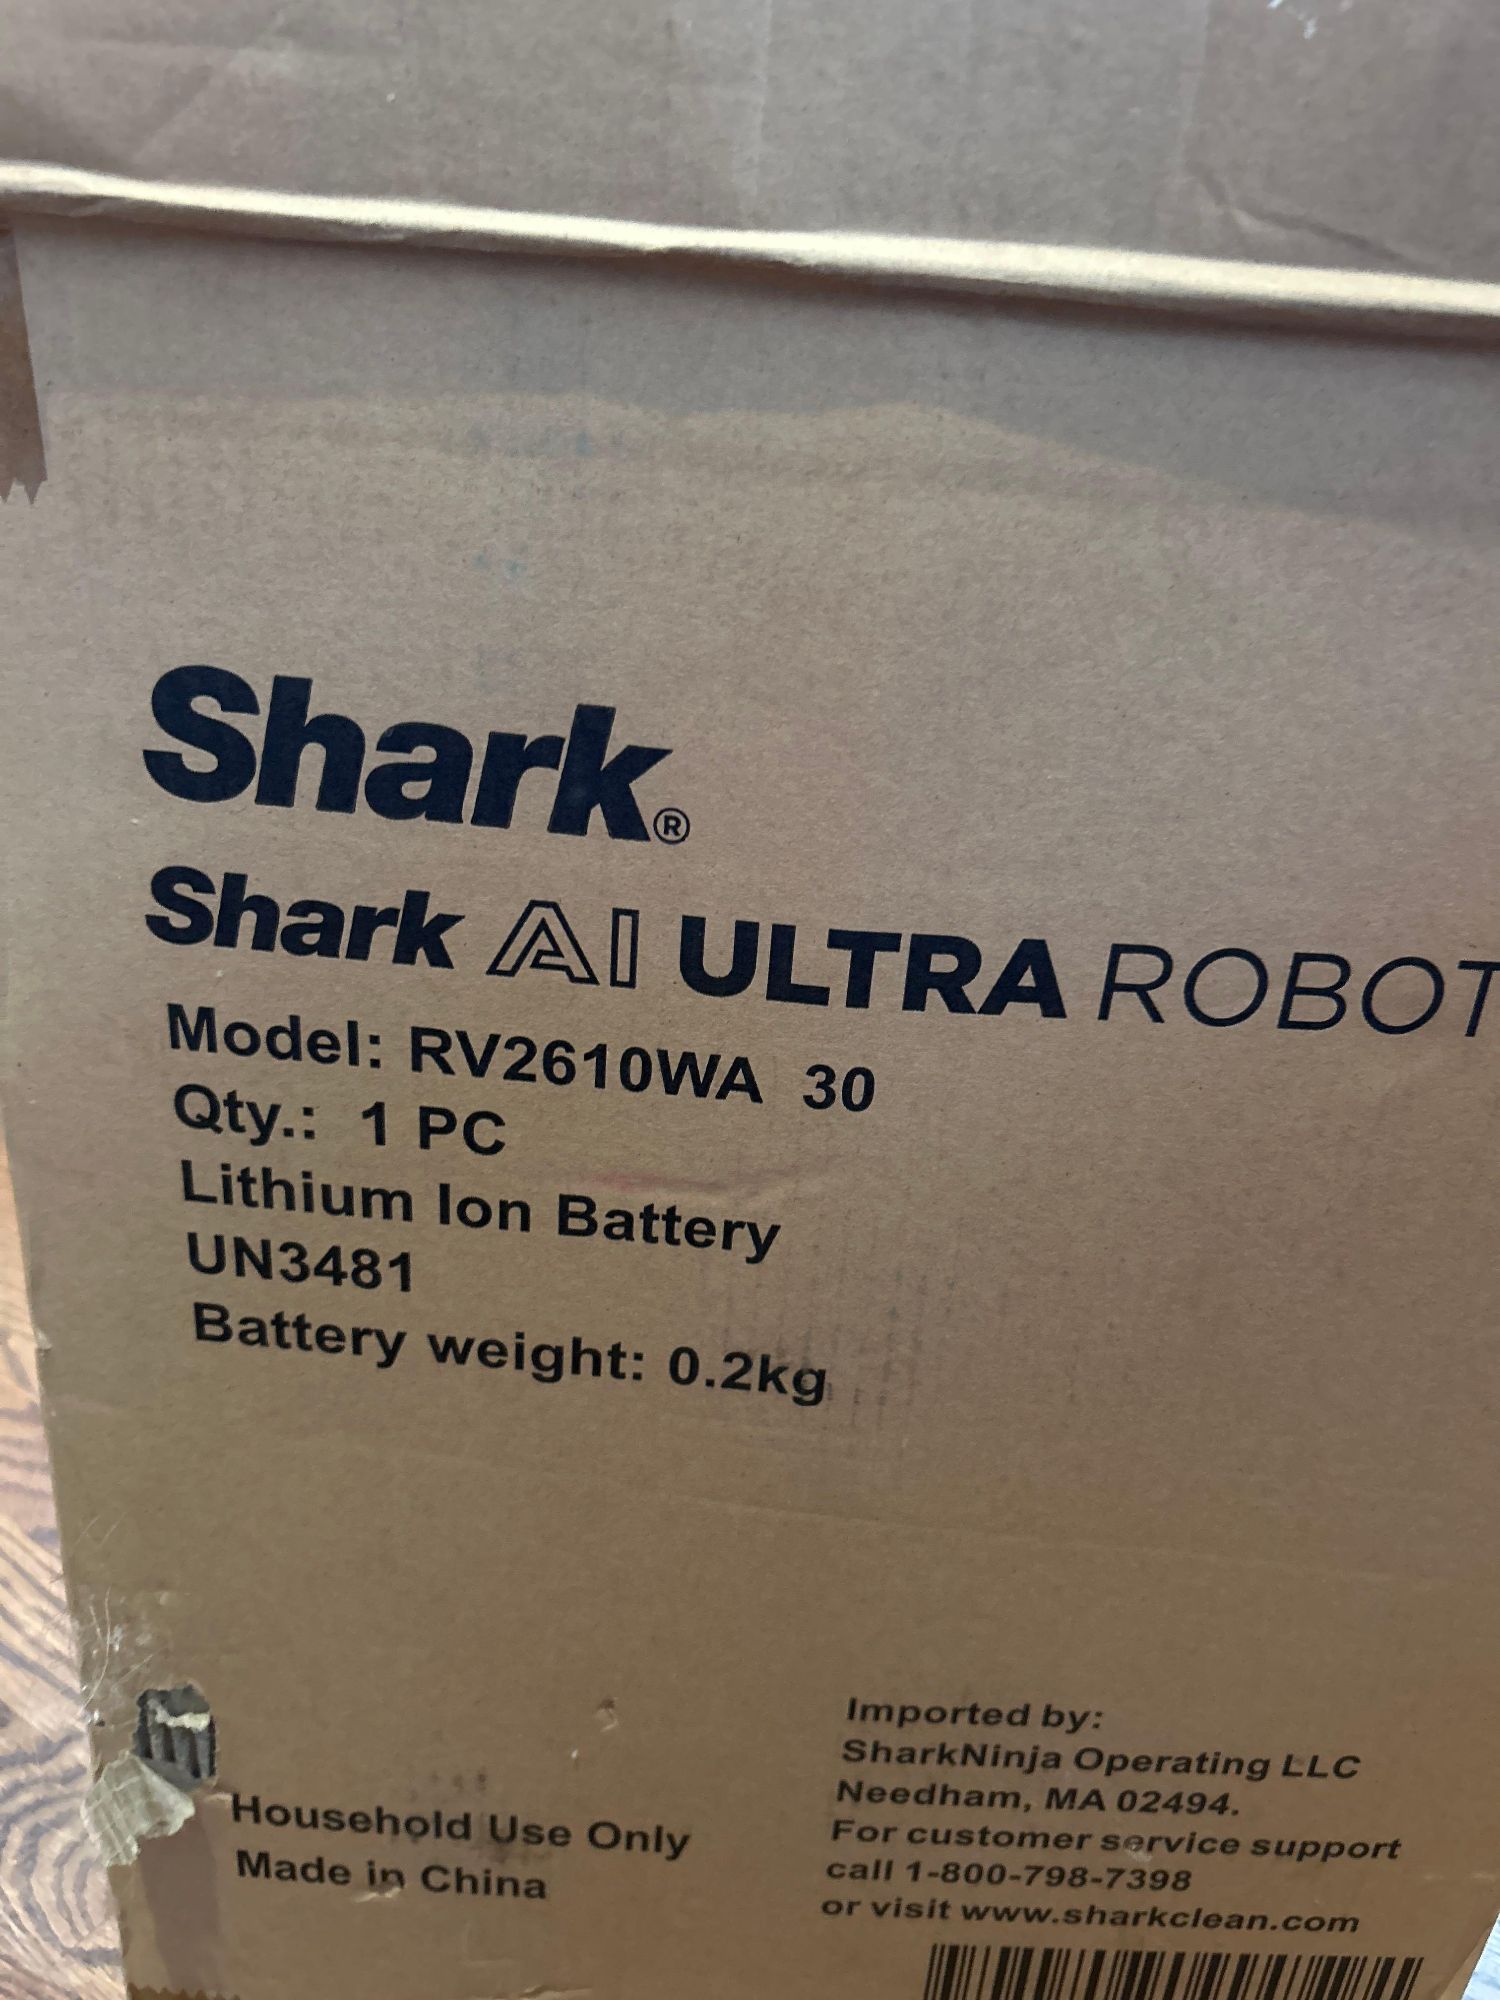 Shark®
Shark AI ULTRA ROBOT
Model: RV2610WA 30
Qty.: 1 PC
Lithium Ion Battery
UN3481
Battery weight: 0.2kg
Imported by:
SharkNinja Operating LLC
Needham, MA 02494.
For customer service support
call 1-800-798-7398
or visit www.sharkclean.com
Household Use Only
Made in China